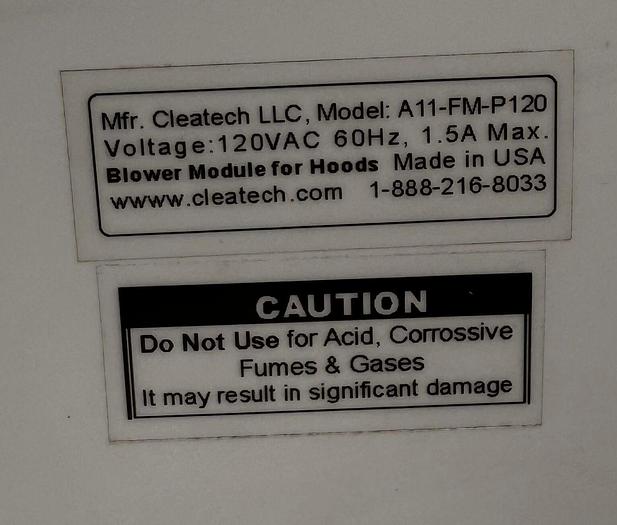 Mfr. Cleatech LLC, Model: A11-FM-P120
Voltage:120VAC 60Hz, 1.5A Max.
Blower Module for Hoods Made in USA
wwww.cleatech.com 1-888-216-8033
CAUTION
Do Not Use for Acid, Corrossive
Fumes & Gases
It may result in significant damage